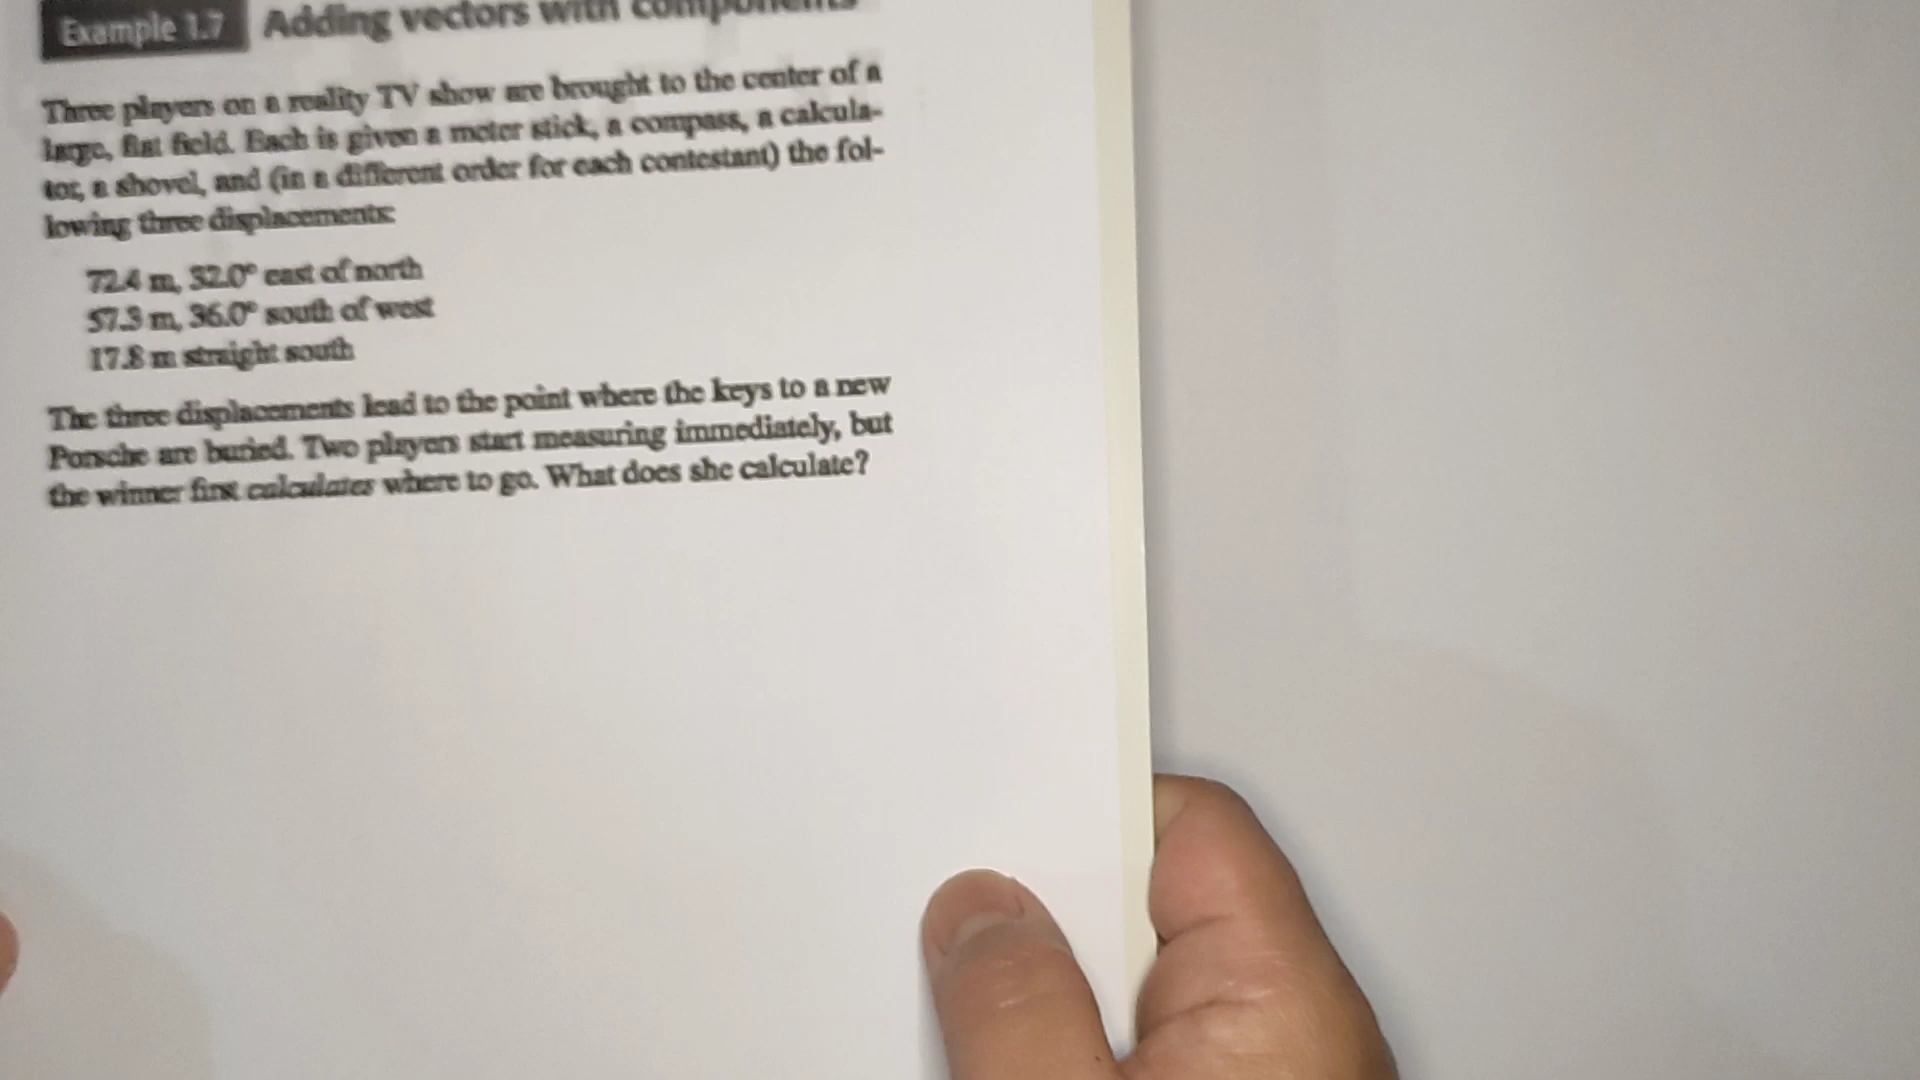 Example 1.7 Adding vectors with components
Three players on a reality TV show are brought to the center of a
large, flat field. Each is given a meter stick, a compass, a calcula-
tor, a shovel, and (in a different order for each contestant) the fol-
lowing three displacements:
72.4 m, 32.0° east of north
57.3 m, 36.0° south of west
17.8 m straight south
The three displacements lead to the point where the keys to a new
Porsche are buried. Two players start measuring immediately, but
the winner first calculates where to go. What does she calculate?